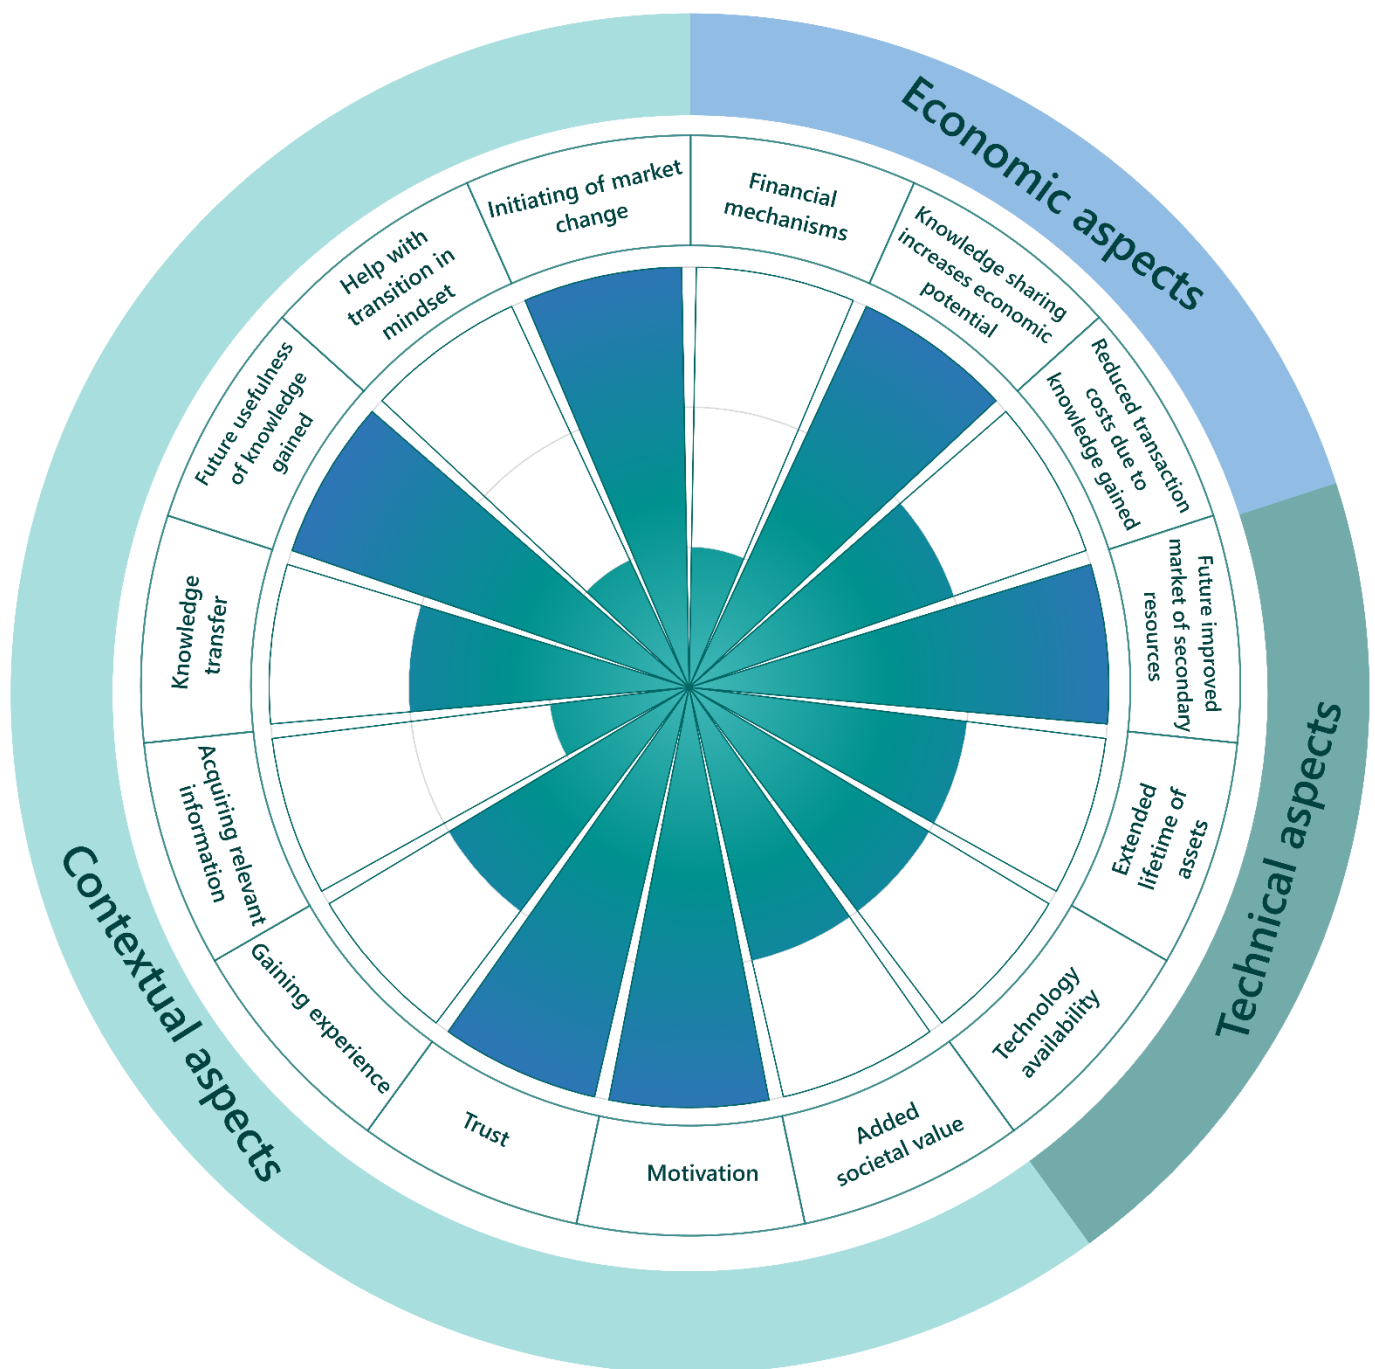 Economic aspects
Technical aspects
Contextual aspects
Financial
mechanisms
Knowledge sharing
increases economic
potential
Reduced transaction
costs due to
knowledge gained
Future improved
market of secondary
resources
Extended
lifetime of
assets
Technology
availability
Added
societal value
Motivation
Trust
Gaining experience
Acquiring relevant
information
Knowledge
transfer
Future usefulness
of knowledge
gained
Help with
transition in
mindset
Initiating of market
change